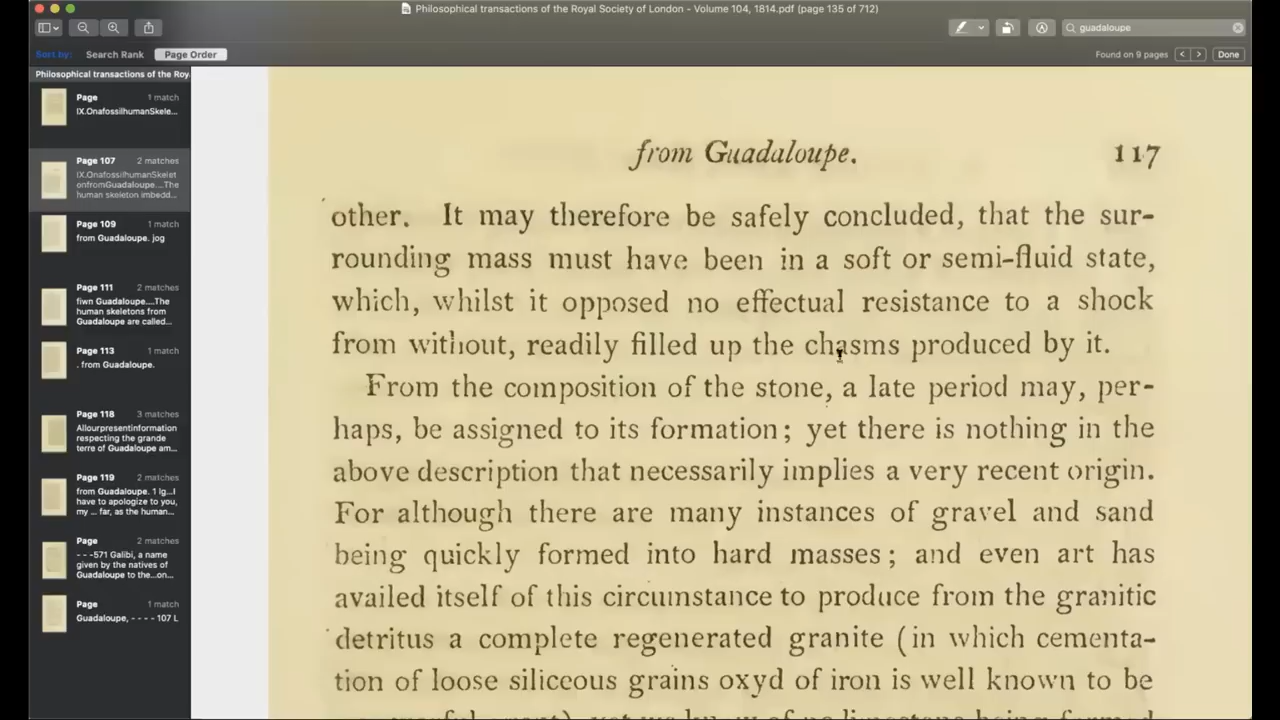 Philosophical transactions of the Royal Society of London - Volume 104, 1814.pdf (page 135 of 712)
guadaloupe
Sort by: Search Rank Page Order
Found on 9 pages < > Done
Philosophical transactions of the Roy
Page 1 match
IX.OnafossilhumanSkele...
Page 107 2 matches
IX.OnafossilhumanSkelet
onfromGuadaloupe....The
human skeleton imbedd...
Page 109 1 match
from Guadaloupe. jog
Page 111 2 matches
fiwn Guadaloupe....The
human skeletons from
Guadaloupe are called...
Page 113 1 match
. from Guadaloupe.
Page 118 3 matches
Allourpresentinformation
respecting the grande
terre of Guadaloupe am...
Page 119 2 matches
from Guadaloupe. 1 Ig...I
have to apologize to you,
my ... far, as the human...
Page 2 matches
- - -571 Galibi, a name
given by the natives of
Guadaloupe to the...on...
Page 1 match
Guadaloupe, - - - - 107 L
from Guadaloupe. 117
other. It may therefore be safely concluded, that the sur-
rounding mass must have been in a soft or semi-fluid state,
which, whilst it opposed no effectual resistance to a shock
from without, readily filled up the chasms produced by it.
From the composition of the stone, a late period may, per-
haps, be assigned to its formation; yet there is nothing in the
above description that necessarily implies a very recent origin.
For although there are many instances of gravel and sand
being quickly formed into hard masses; and even art has
availed itself of this circumstance to produce from the granitic
detritus a complete regenerated granite (in which cementa-
tion of loose siliceous grains oxyd of iron is well known to be